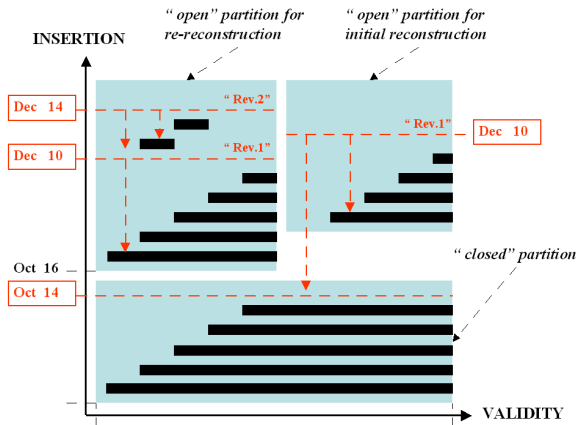 “ open” partition for
re-reconstruction
“ open” partition for
initial reconstruction
INSERTION
Dec 14
“ Rev.2”
“ Rev.1”
Dec 10
“ Rev.1”
Dec 10
“ closed” partition
Oct 16
Oct 14
VALIDITY